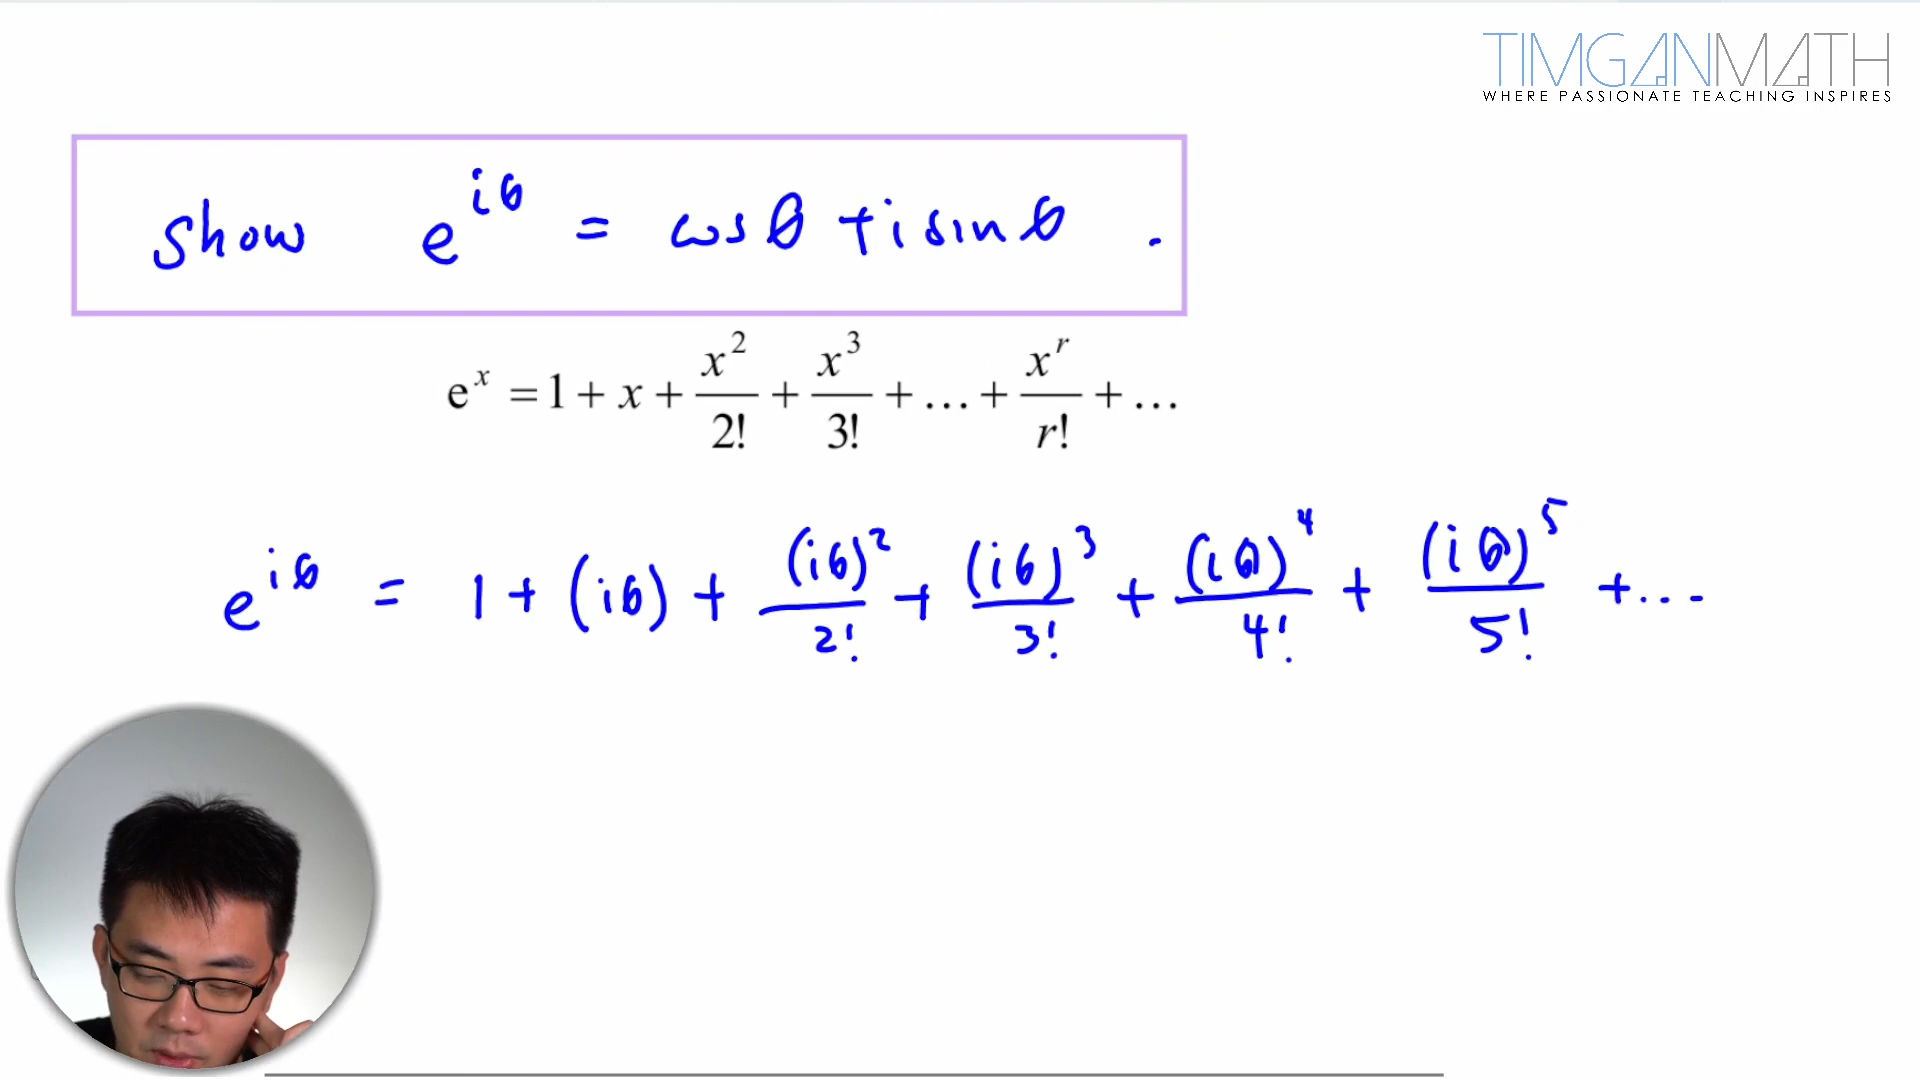 TIMGANMATH
WHERE PASSIONATE TEACHING INSPIRES
Show e^{iθ} = cosθ + i sinθ .
e^x = 1 + x + x^2/2! + x^3/3! + ... + x^r/r! + ...
e^{iθ} = 1 + (iθ) + (iθ)^2/2! + (iθ)^3/3! + (iθ)^4/4! + (iθ)^5/5! + ...